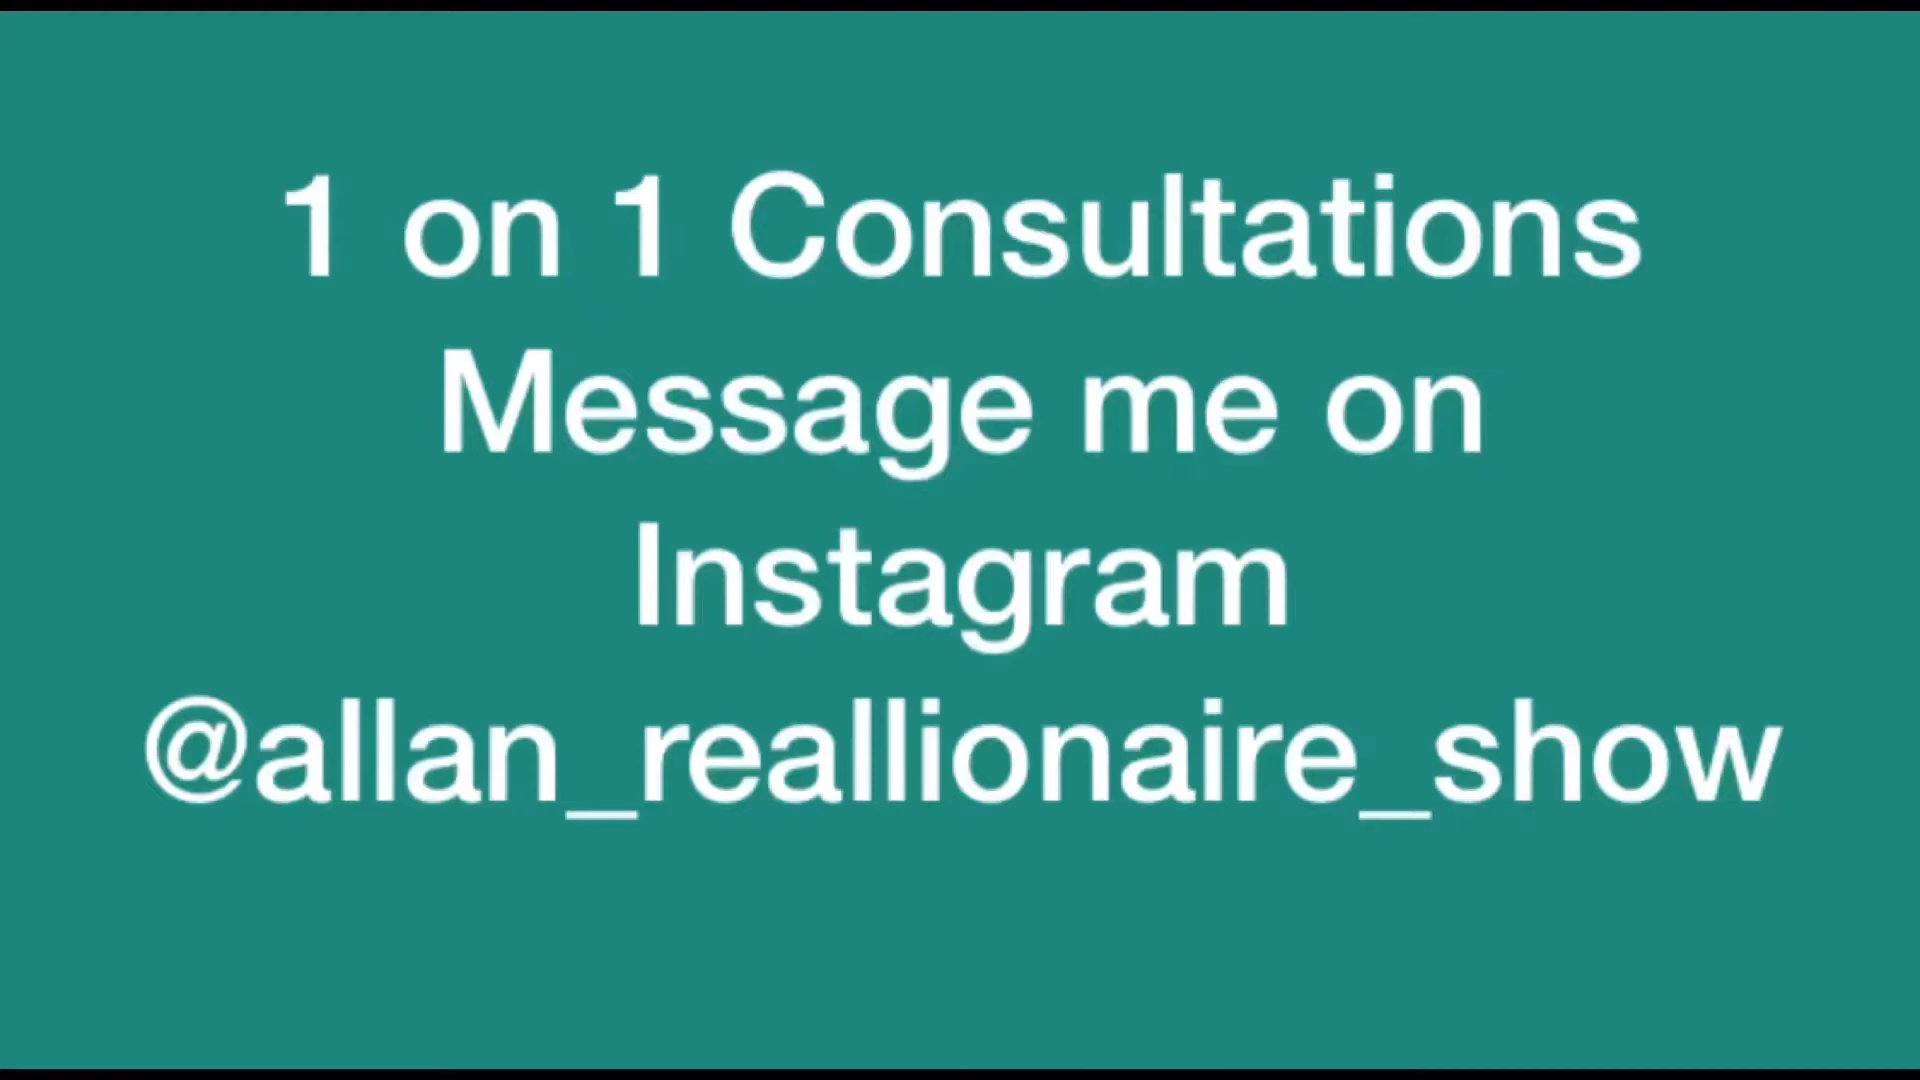 1 on 1 Consultations
Message me on
Instagram
@allan_reallionaire_show